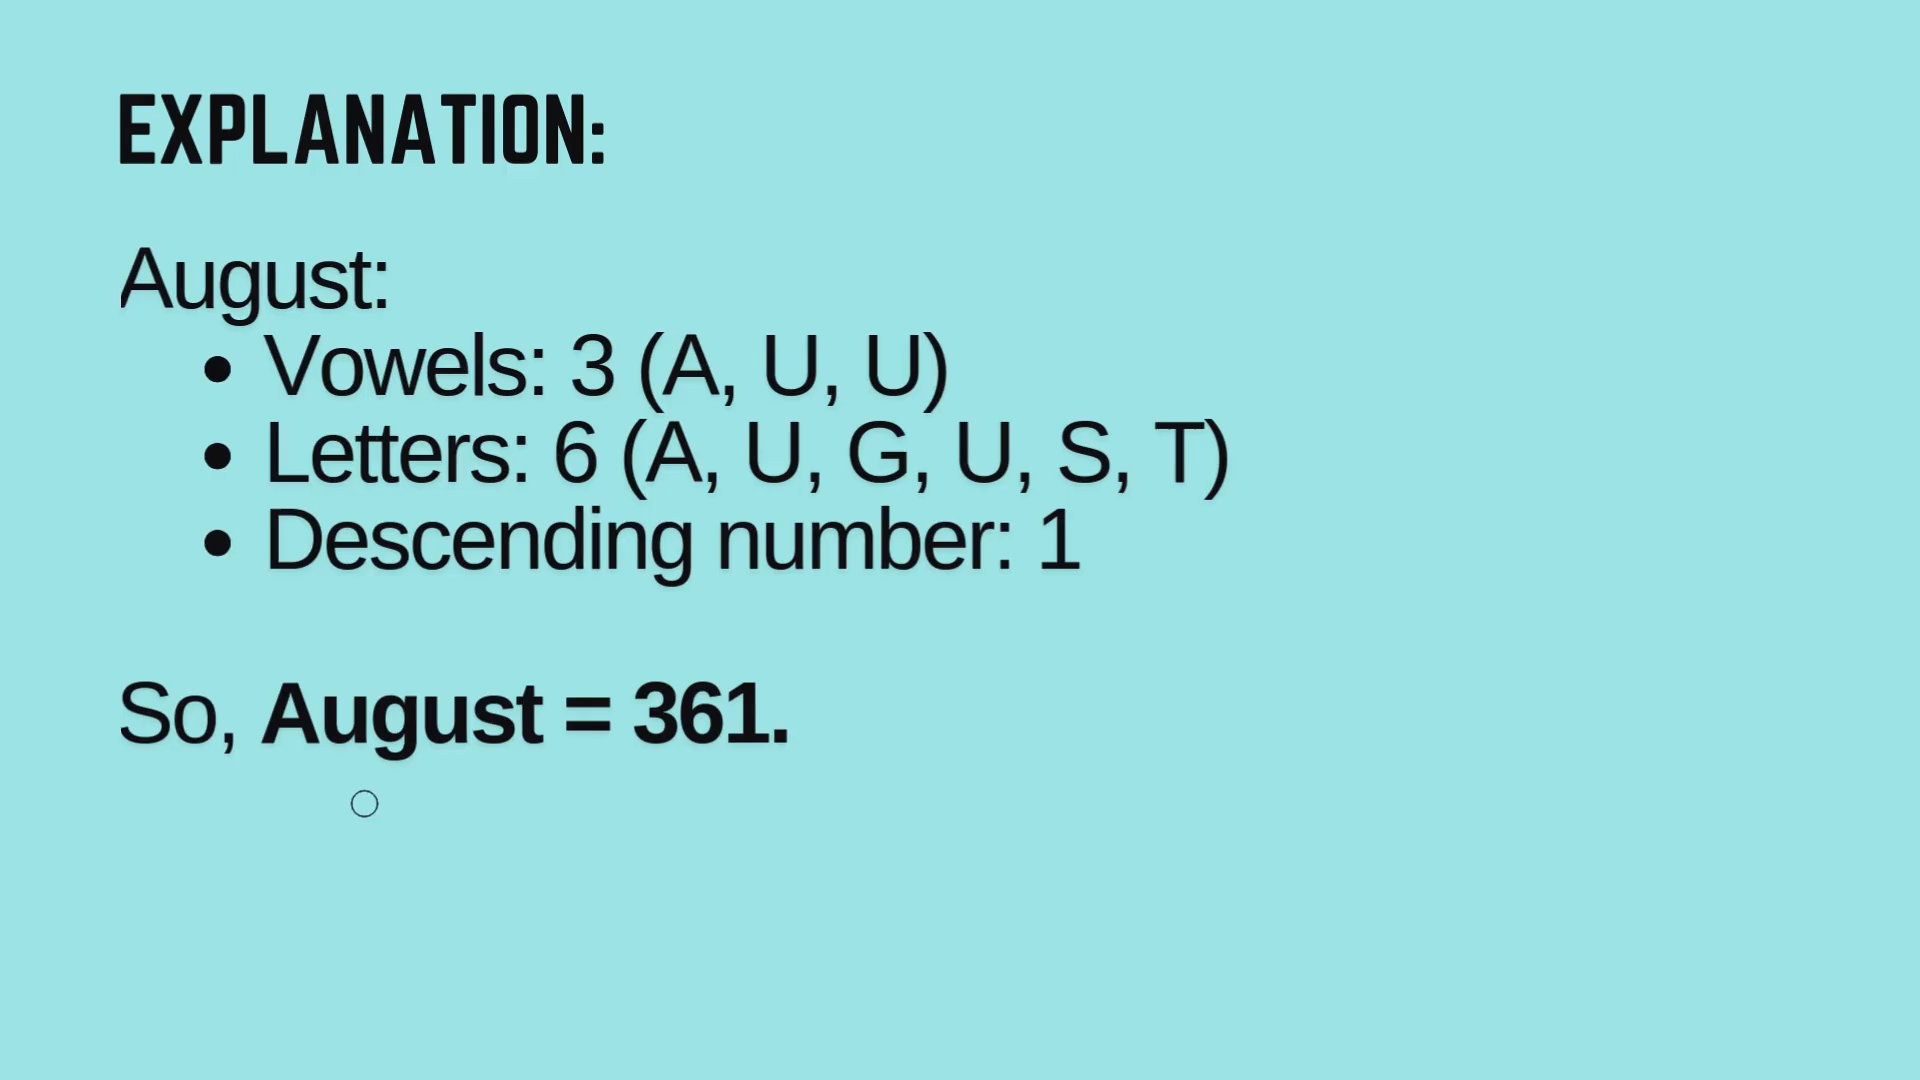 EXPLANATION:
August:
• Vowels: 3 (A, U, U)
• Letters: 6 (A, U, G, U, S, T)
• Descending number: 1
So, August = 361.